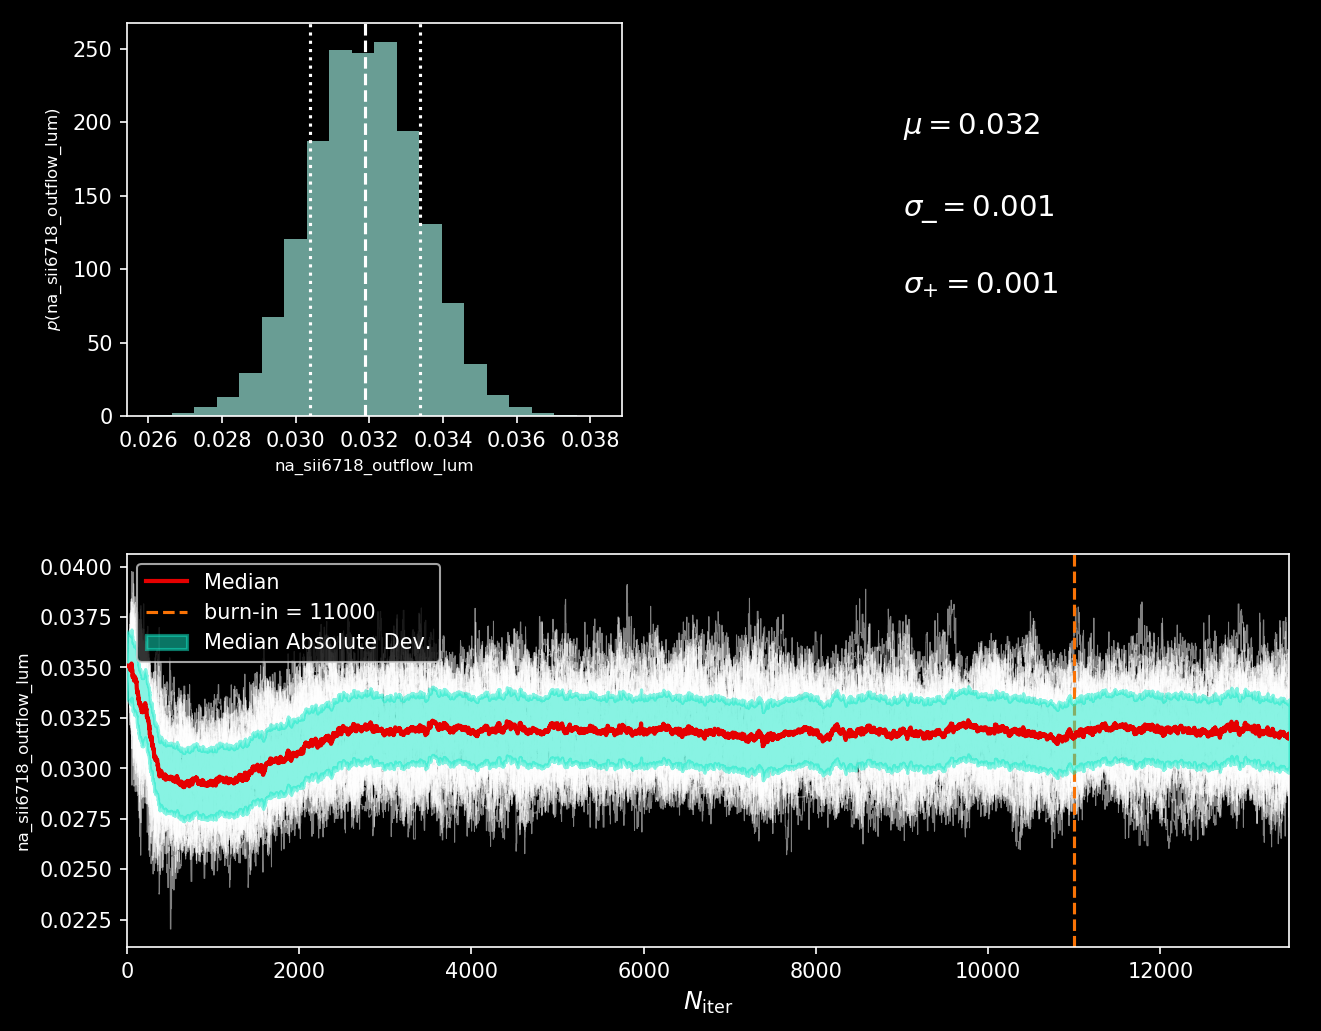 250
200
150
100
50
0
p(na_sii6718_outflow_lum)
0.026 0.028 0.030 0.032 0.034 0.036 0.038
na_sii6718_outflow_lum
μ = 0.032
σ_ = 0.001
σ+ = 0.001
0.0400
0.0375
0.0350
0.0325
0.0300
0.0275
0.0250
0.0225
na_sii6718_outflow_lum
Median
burn-in = 11000
Median Absolute Dev.
0 2000 4000 6000 8000 10000 12000
Niter